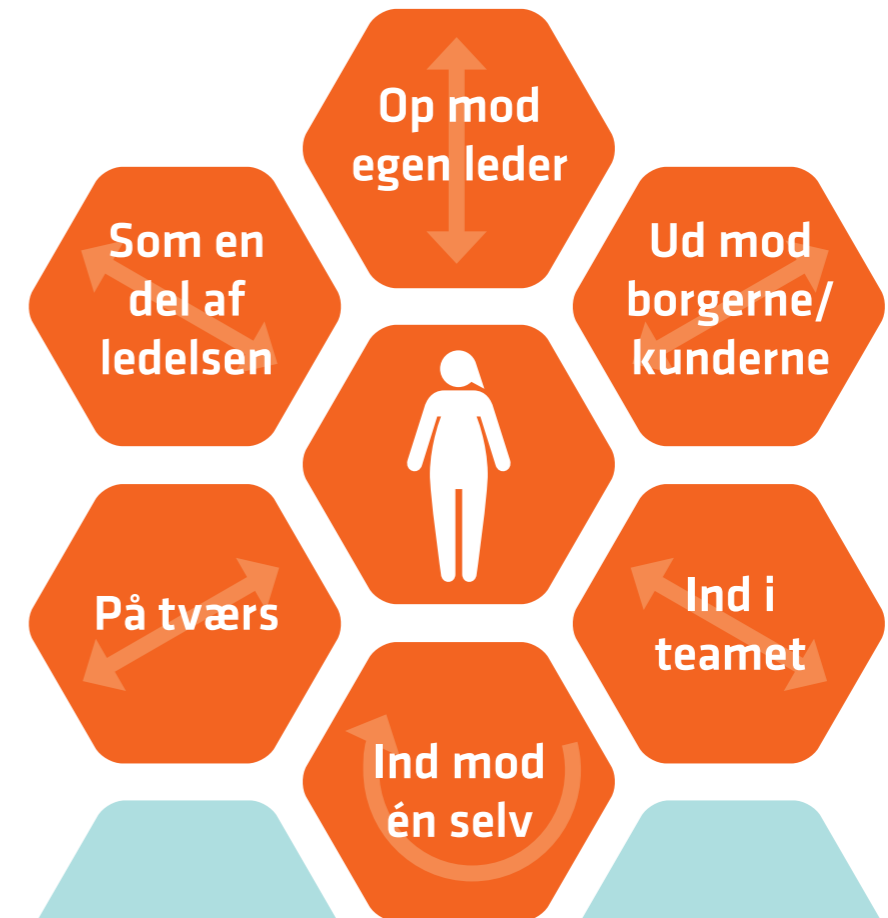 Op mod
egen leder
Som en
del af
ledelsen
Ud mod
borgerne/
kunderne
På tværs
Ind i
teamet
Ind mod
én selv